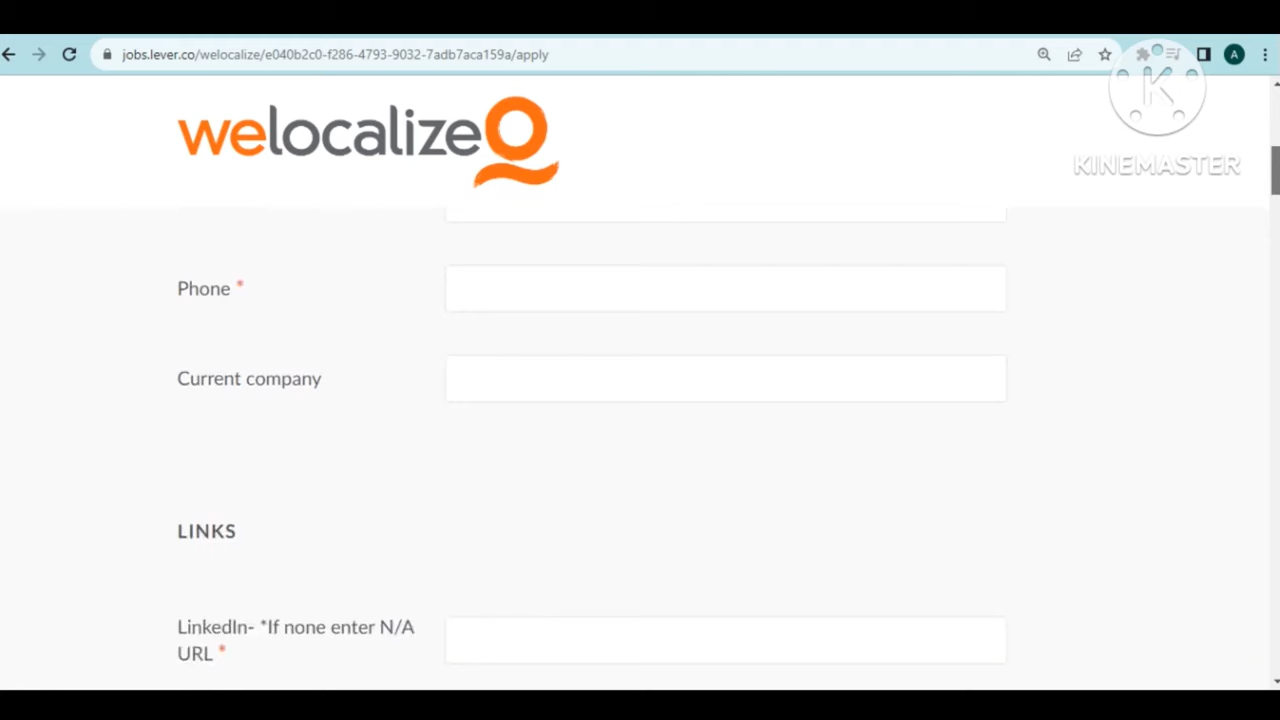 jobs.lever.co/welocalize/e040b2c0-f286-4793-9032-7adb7aca159a/apply
A
welocalize
K
KINEMASTER
Phone *
Current company
LINKS
LinkedIn- *If none enter N/A
URL *